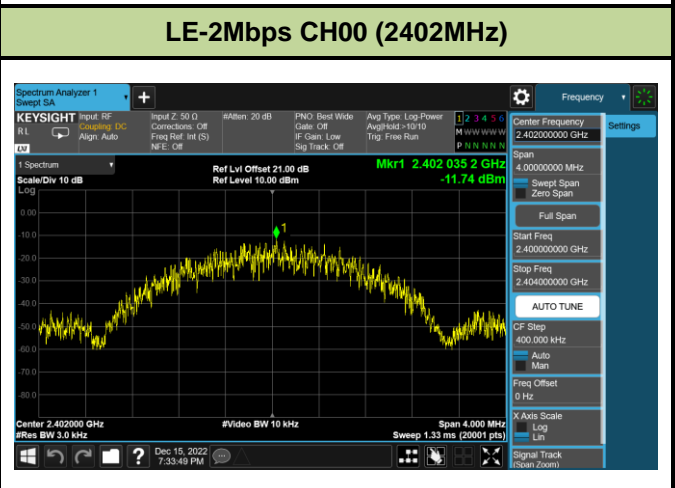 LE-2Mbps CH00 (2402MHz)
Spectrum Analyzer 1
Swept SA
Frequency
KEYSIGHT
RL
LXI
Input: RF
Coupling: DC
Align: Auto
Input Z: 50 Ω
Corrections: Off
Freq Ref: Int (S)
NFE: Off
#Atten: 20 dB
PNO: Best Wide
Gate: Off
IF Gain: Low
Sig Track: Off
Avg Type: Log-Power
Avg|Hold:>10/10
Trig: Free Run
1 2 3 4 5 6
M W W W W W
P N N N N N
1 Spectrum
Scale/Div 10 dB
Log
Ref Lvl Offset 21.00 dB
Ref Level 10.00 dBm
Mkr1 2.402 035 2 GHz
-11.74 dBm
0.00
-10.0
-20.0
-30.0
-40.0
-50.0
-60.0
-70.0
-80.0
1
Center 2.402000 GHz
#Res BW 3.0 kHz
#Video BW 10 kHz
Span 4.000 MHz
Sweep 1.33 ms (20001 pts)
Dec 15, 2022
7:33:49 PM
Center Frequency
2.402000000 GHz
Settings
Span
4.00000000 MHz
Swept Span
Zero Span
Full Span
Start Freq
2.400000000 GHz
Stop Freq
2.404000000 GHz
AUTO TUNE
CF Step
400.000 kHz
Auto
Man
Freq Offset
0 Hz
X Axis Scale
Log
Lin
Signal Track
(Span Zoom)